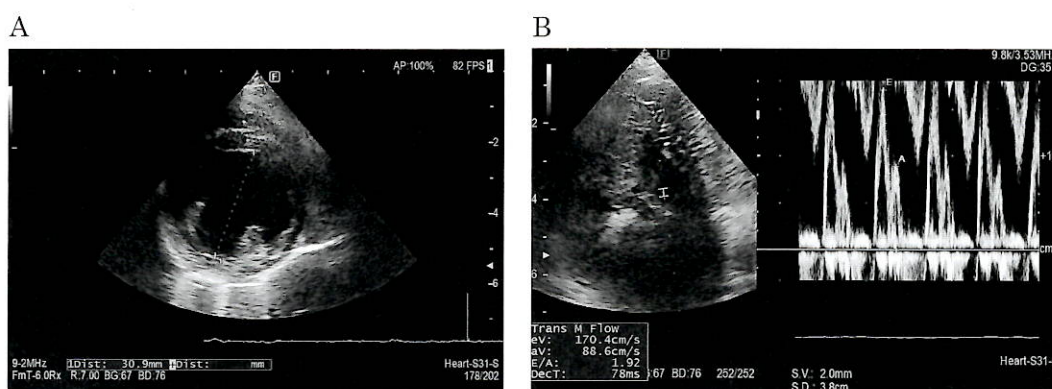 A
B
F
AP:100% 82 FPS 1
2
4
6
9-2MHz
FmT-6.0Rx
1Dist: 30.9mm +Dist: mm
R:7.00 BG:67 BD:76
Heart-S31-S
178/202
F
2
4
6
9.8k/3.53MHz
DG:35
E
A
+1
cm
Trans M Flow
eV: 170.4cm/s
aV: 88.6cm/s
E/A: 1.92
DecT: 78ms
G:67 BD:76 252/252
Heart-S31-
S.V.: 2.0mm
S.D.: 3.8cm